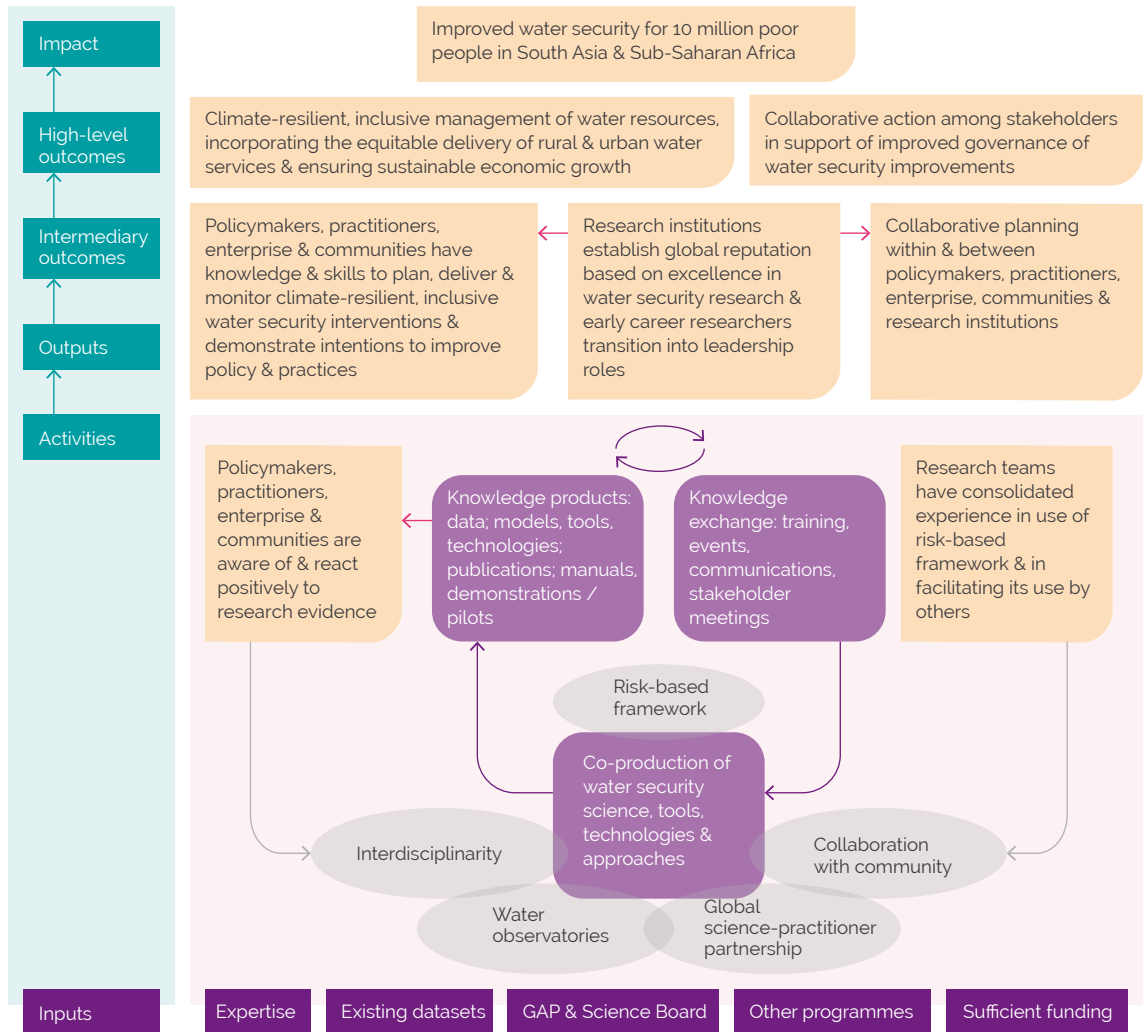 Impact
High-level
outcomes
Intermediary
outcomes
Outputs
Activities
Inputs
Improved water security for 10 million poor
people in South Asia & Sub-Saharan Africa
Climate-resilient, inclusive management of water resources,
incorporating the equitable delivery of rural & urban water
services & ensuring sustainable economic growth
Collaborative action among stakeholders
in support of improved governance of
water security improvements
Policymakers, practitioners,
enterprise & communities have
knowledge & skills to plan, deliver &
monitor climate-resilient, inclusive
water security interventions &
demonstrate intentions to improve
policy & practices
Research institutions
establish global reputation
based on excellence in
water security research &
early career researchers
transition into leadership
roles
Collaborative planning
within & between
policymakers, practitioners,
enterprise, communities &
research institutions
Policymakers,
practitioners,
enterprise &
communities are
aware of & react
positively to
research evidence
Knowledge products:
data; models, tools,
technologies;
publications; manuals,
demonstrations /
pilots
Knowledge
exchange: training,
events,
communications,
stakeholder
meetings
Research teams
have consolidated
experience in use of
risk-based
framework & in
facilitating its use by
others
Risk-based
framework
Co-production of
water security
science, tools,
technologies &
approaches
Interdisciplinarity
Collaboration
with community
Water
observatories
Global
science-practitioner
partnership
Expertise
Existing datasets
GAP & Science Board
Other programmes
Sufficient funding